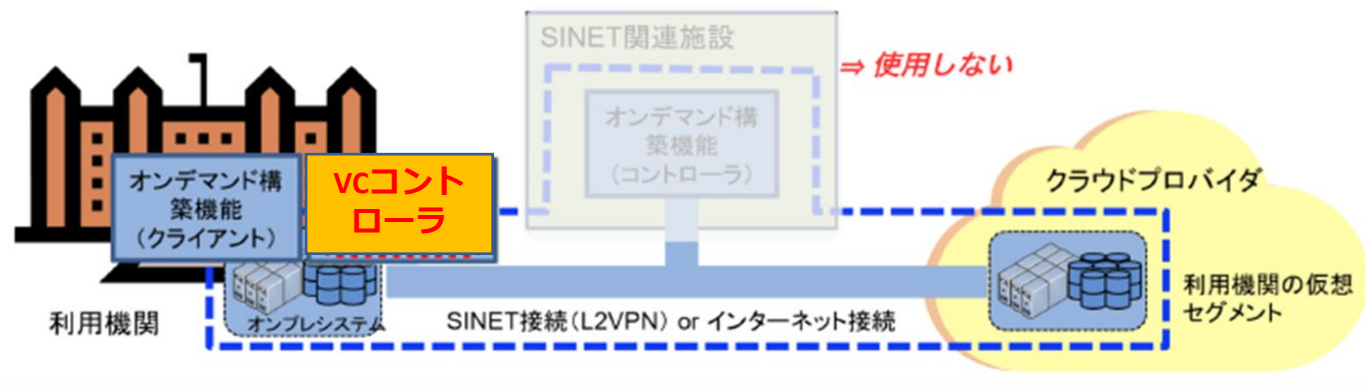 SINET関連施設
⇒ 使用しない
オンデマンド構
築機能
(コントローラ)
オンデマンド構
築機能
(クライアント)
VCコント
ローラ
クラウドプロバイダ
利用機関
オンプレシステム
SINET接続(L2VPN) or インターネット接続
利用機関の仮想
セグメント